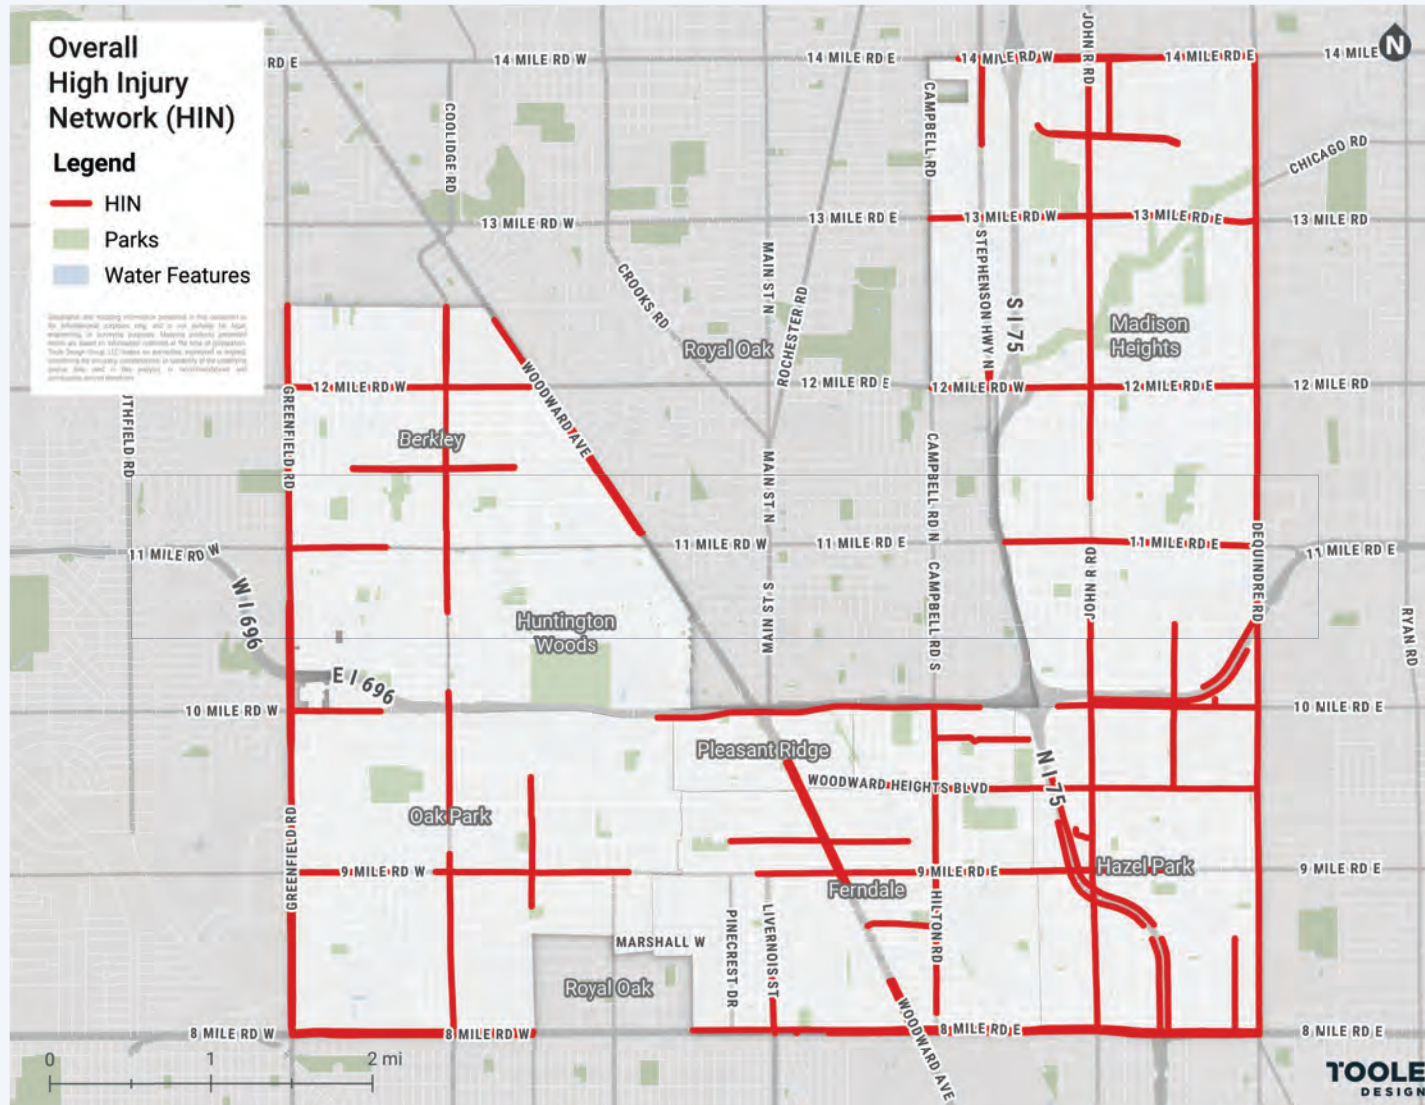 Overall
High Injury
Network (HIN)
Legend
HIN
Parks
Water Features
RD E
14 MILE RD W
14 MILE RD E
14 MILE RD W
14 MILE RD E
14 MILE
N
JOHN R RD
COOLIDGE RD
CAMPBELL RD
CHICAGO RD
13 MILE RD W
13 MILE RD E
13 MILE RD W
13 MILE RD E
13 MILE RD
MAIN ST N
CROOKS RD
ROCHESTER RD
STEPHENSON HWY N
S I 75
Madison
Heights
Royal Oak
12 MILE RD W
WOODWARD AVE
12 MILE RD E
12 MILE RD W
12 MILE RD E
12 MILE RD
UTHFIELD RD
GREENFIELD RD
Berkley
MAIN ST N
CAMPBELL RD N
11 MILE RD W
11 MILE RD W
11 MILE RD E
11 MILE RD E
11 MILE RD E
DEQUINDRE RD
JOHN R RD
W I 696
Huntington
Woods
MAIN ST S
CAMPBELL RD S
RYAN RD
E I 696
10 MILE RD W
10 MILE RD E
Pleasant Ridge
N I 75
WOODWARD HEIGHTS BLVD
Oak Park
GREENFIELD RD
9 MILE RD W
9 MILE RD E
Hazel Park
9 MILE RD E
Ferndale
HILTON RD
PINECREST DR
LIVERNOIS ST
MARSHALL W
Royal Oak
WOODWARD AVE
8 MILE RD W
8 MILE RD W
8 MILE RD E
8 MILE RD E
0 1 2 mi
TOOLE
DESIGN